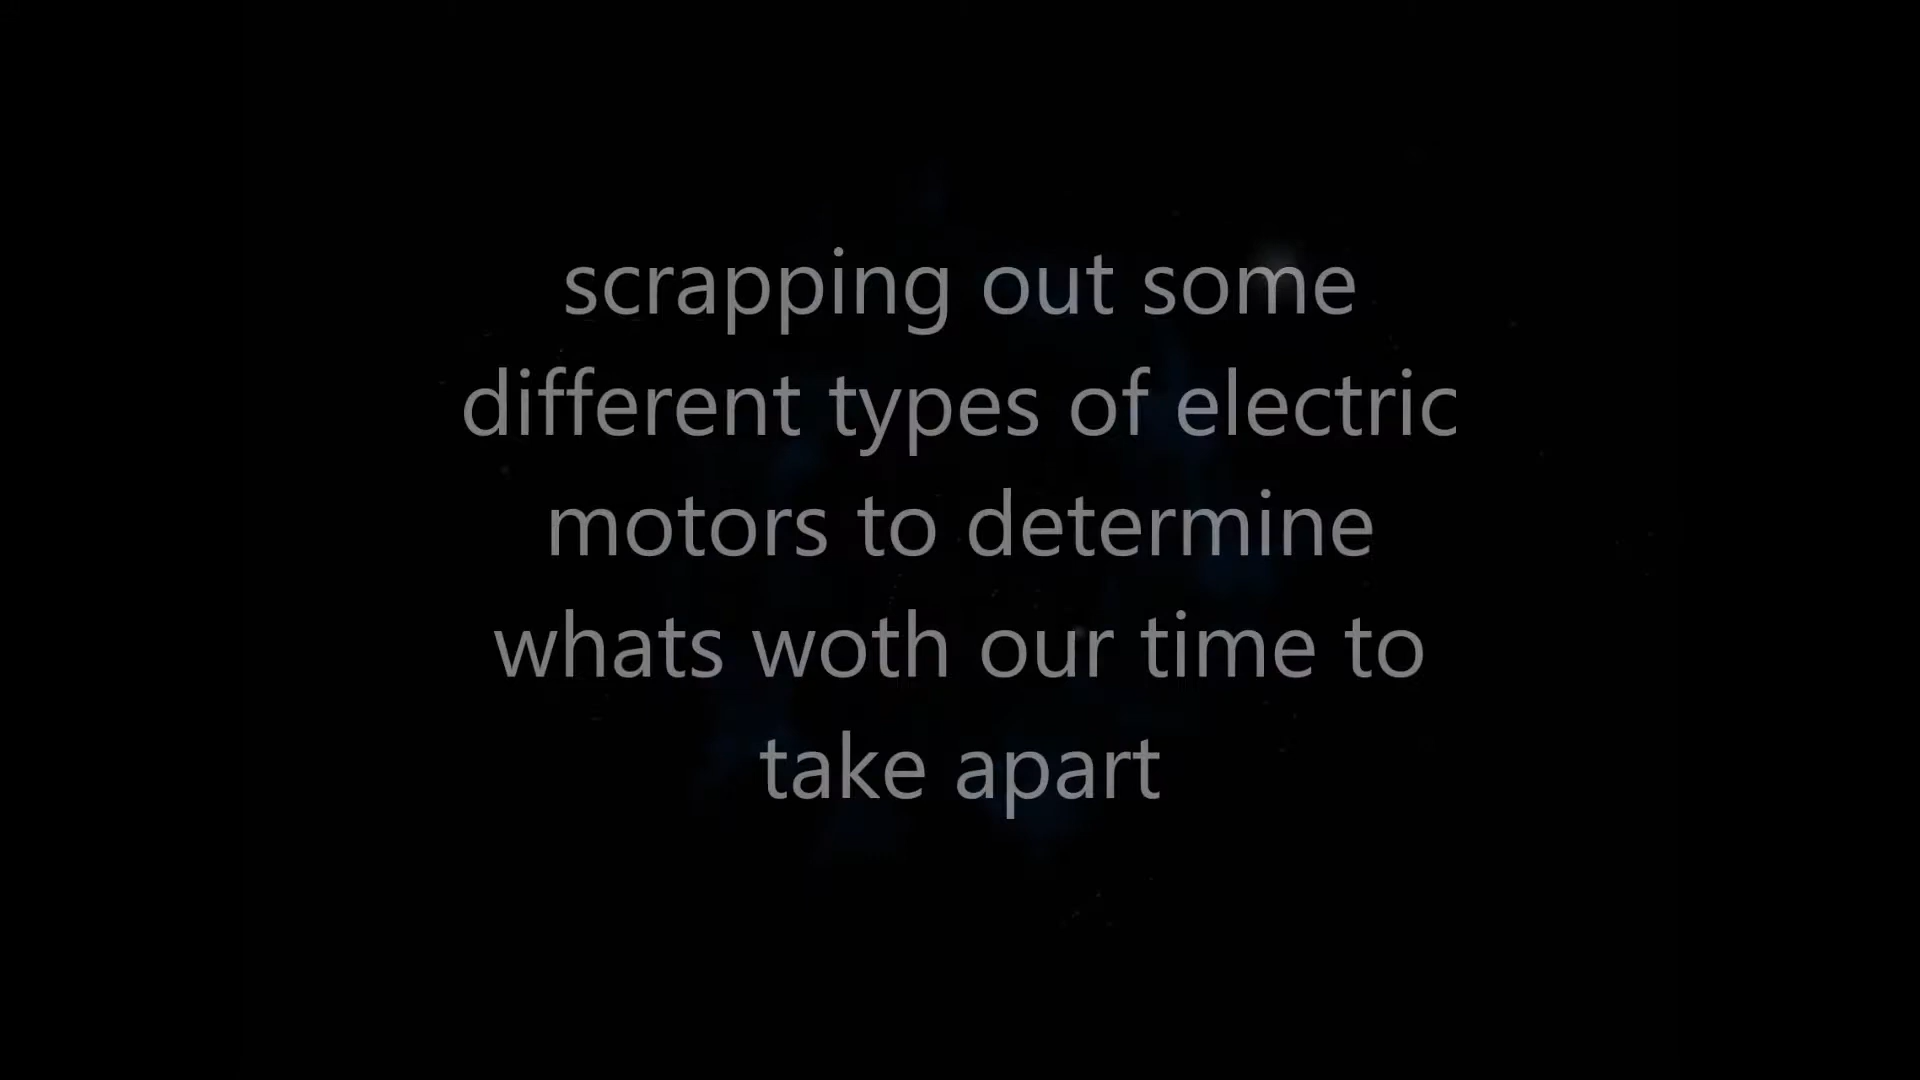 scrapping out some
different types of electric
motors to determine
whats woth our time to
take apart